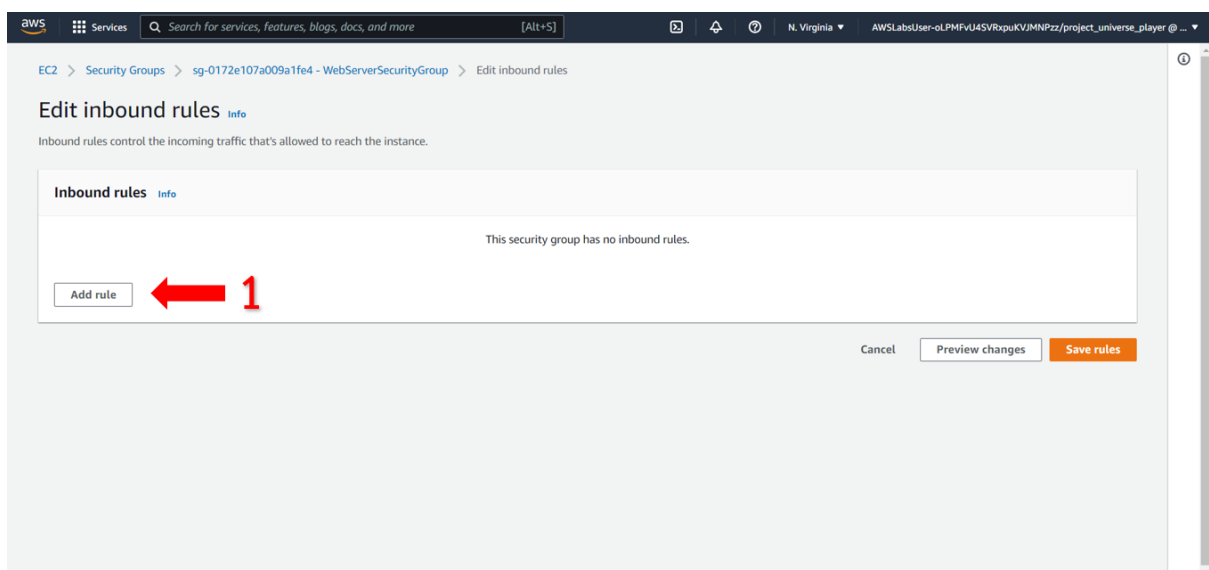 aws Services Search for services, features, blogs, docs, and more [Alt+S] N. Virginia ▼ AWSLabsUser-oLPMFvU4SVRxpuKVJMNPzz/project_universe_player @ ... ▼
EC2 > Security Groups > sg-0172e107a009a1fe4 - WebServerSecurityGroup > Edit inbound rules
Edit inbound rules Info
Inbound rules control the incoming traffic that's allowed to reach the instance.
Inbound rules Info
This security group has no inbound rules.
Add rule 1
Cancel Preview changes Save rules